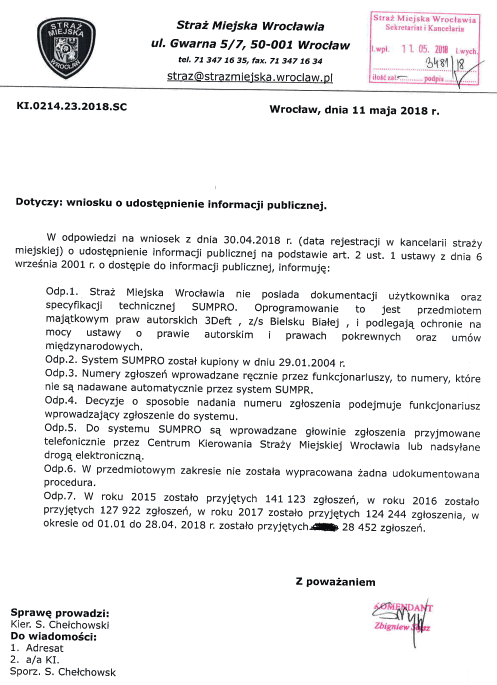 STRAŻ
MIEJSKA
WROCŁAW
Straż Miejska Wrocławia
ul. Gwarna 5/7, 50-001 Wrocław
tel. 71 347 16 35, fax. 71 347 16 34
straz@strazmiejska.wroclaw.pl
Straż Miejska Wrocławia
Sekretariat i Kancelaria
l.wpł. 11. 05. 2018 l.wych.
3481/18
ilość zał. podpis
KI.0214.23.2018.SC
Wrocław, dnia 11 maja 2018 r.
Dotyczy: wniosku o udostępnienie informacji publicznej.
W odpowiedzi na wniosek z dnia 30.04.2018 r. (data rejestracji w kancelarii straży
miejskiej) o udostępnienie informacji publicznej na podstawie art. 2 ust. 1 ustawy z dnia 6
września 2001 r. o dostępie do informacji publicznej, informuję:
Odp.1. Straż Miejska Wrocławia nie posiada dokumentacji użytkownika oraz
specyfikacji technicznej SUMPRO. Oprogramowanie to jest przedmiotem
majątkowym praw autorskich 3Deft , z/s Bielsku Białej , i podlegają ochronie na
mocy ustawy o prawie autorskim i prawach pokrewnych oraz umów
międzynarodowych.
Odp.2. System SUMPRO został kupiony w dniu 29.01.2004 r.
Odp.3. Numery zgłoszeń wprowadzane ręcznie przez funkcjonariuszy, to numery, które
nie są nadawane automatycznie przez system SUMPR.
Odp.4. Decyzje o sposobie nadania numeru zgłoszenia podejmuje funkcjonariusz
wprowadzający zgłoszenie do systemu.
Odp.5. Do systemu SUMPRO są wprowadzane głowinie zgłoszenia przyjmowane
telefonicznie przez Centrum Kierowania Straży Miejskiej Wrocławia lub nadsyłane
drogą elektroniczną.
Odp.6. W przedmiotowym zakresie nie została wypracowana żadna udokumentowana
procedura.
Odp.7. W roku 2015 zostało przyjętych 141 123 zgłoszeń, w roku 2016 zostało
przyjętych 127 922 zgłoszeń, w roku 2017 zostało przyjętych 124 244 zgłoszenia, w
okresie od 01.01 do 28.04. 2018 r. zostało przyjętych 28 452 zgłoszeń.
Z poważaniem
KOMENDANT
Zbigniew
Sprawę prowadzi:
Kier. S. Chełchowski
Do wiadomości:
1. Adresat
2. a/a KI.
Sporz. S. Chełchowsk